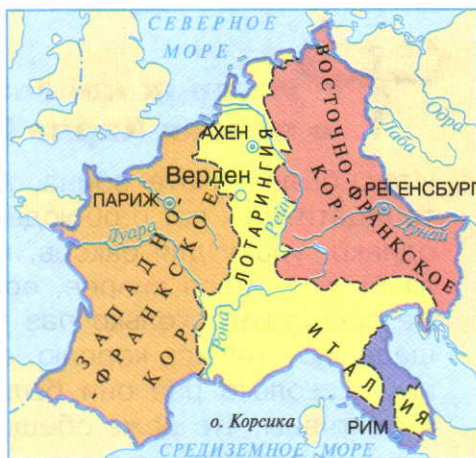 СЕВЕРНОЕ
МОРЕ
АХЕН
Верден
ПАРИЖ
Луара
ЗАПАДНО-
-ФРАНКСКОЕ
КОР.
ЛОТАРИНГИЯ
Рейн
ВОСТОЧНО-ФРАНКСКОЕ
КОР.
Лаба
Одра
РЕГЕНСБУРГ
Дунай
Рона
ИТАЛИЯ
о. Корсика
РИМ
СРЕДИЗЕМНОЕ МОРЕ